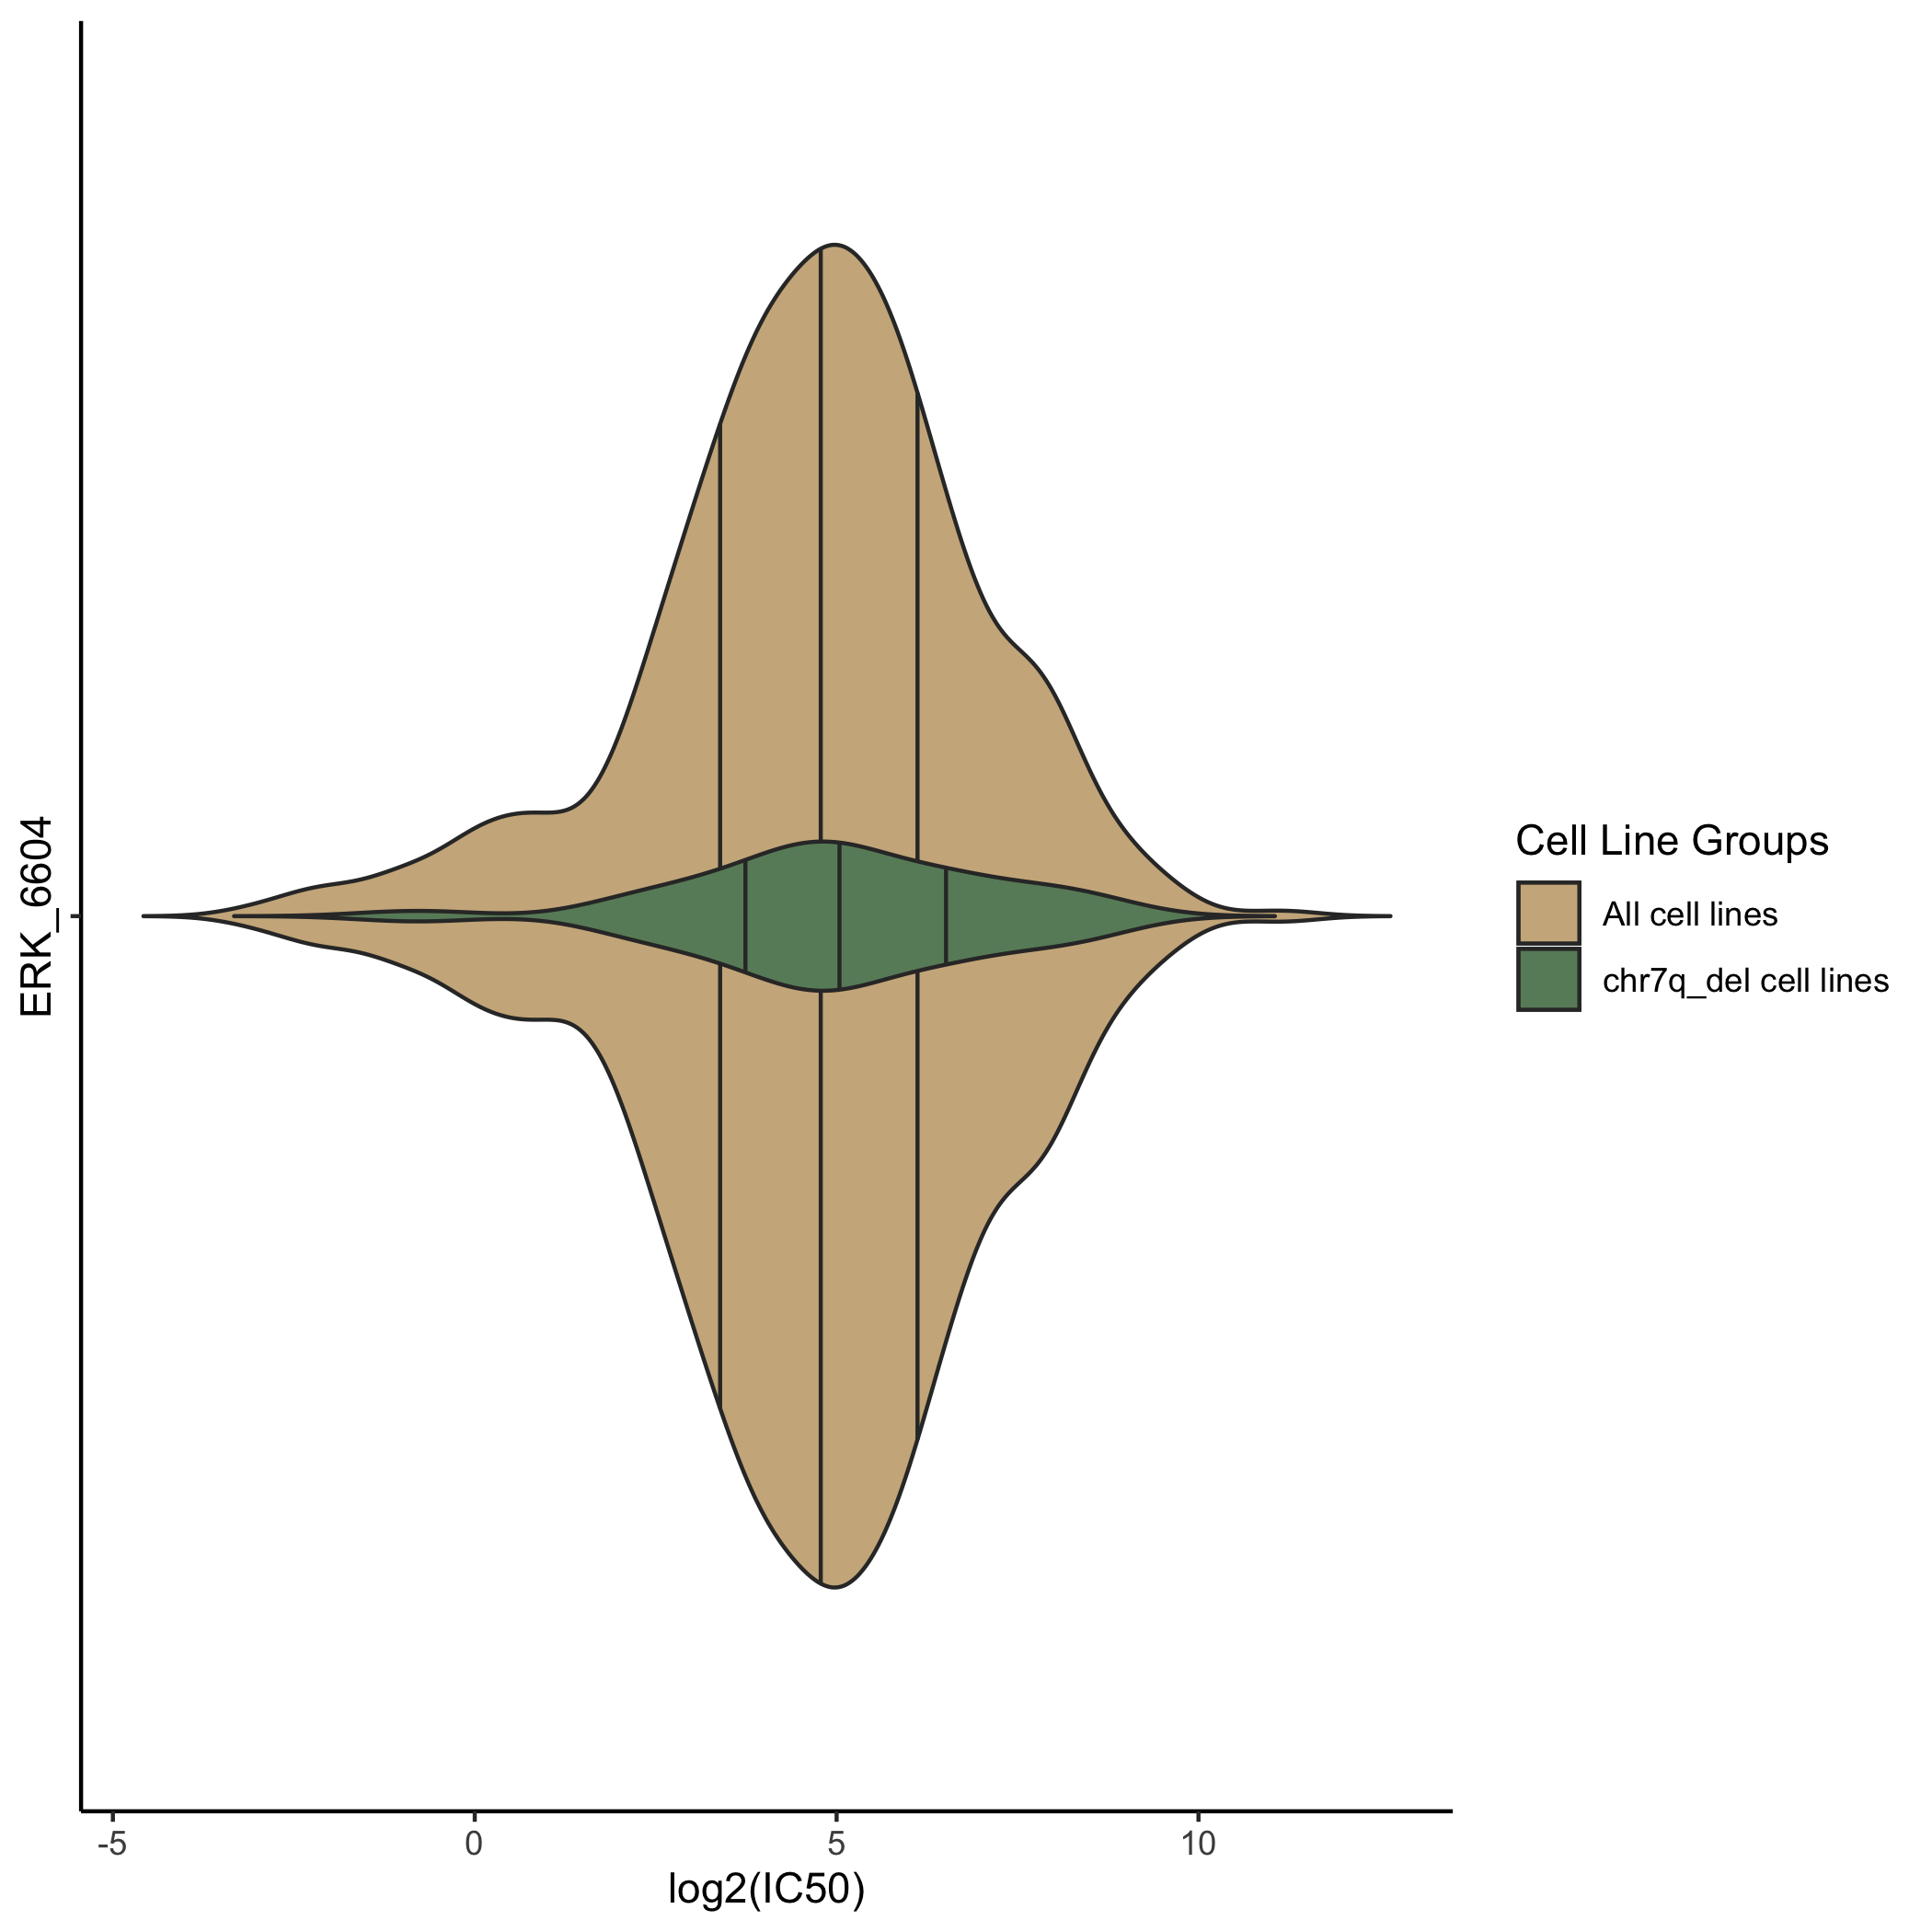 ERK_6604
-5
0
5
10
log2(IC50)
Cell Line Groups
All cell lines
chr7q_del cell lines